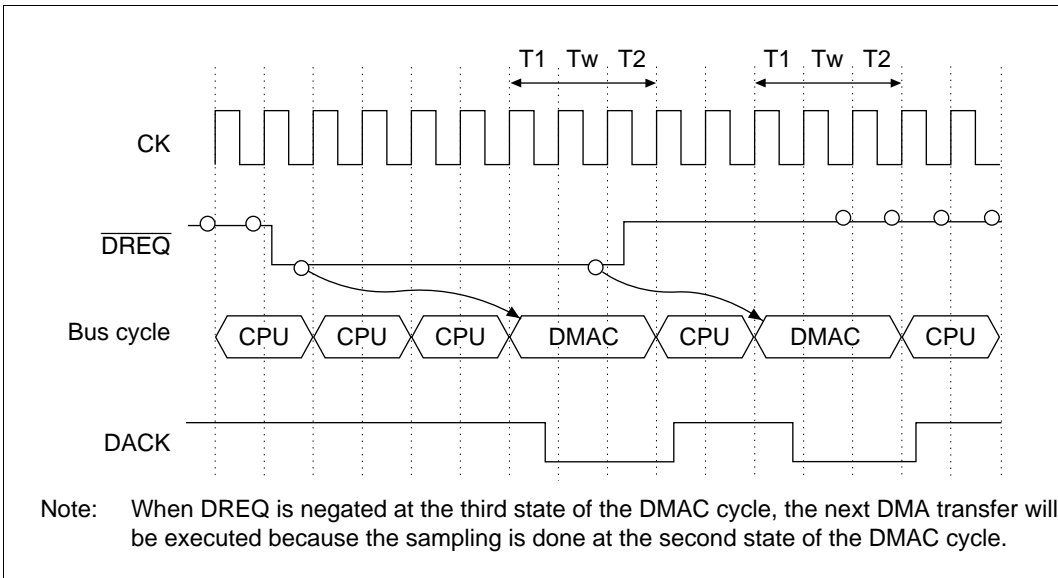 T1 Tw T2 T1 Tw T2
CK
DREQ
Bus cycle CPU CPU CPU DMAC CPU DMAC CPU
DACK
Note: When DREQ is negated at the third state of the DMAC cycle, the next DMA transfer will
be executed because the sampling is done at the second state of the DMAC cycle.